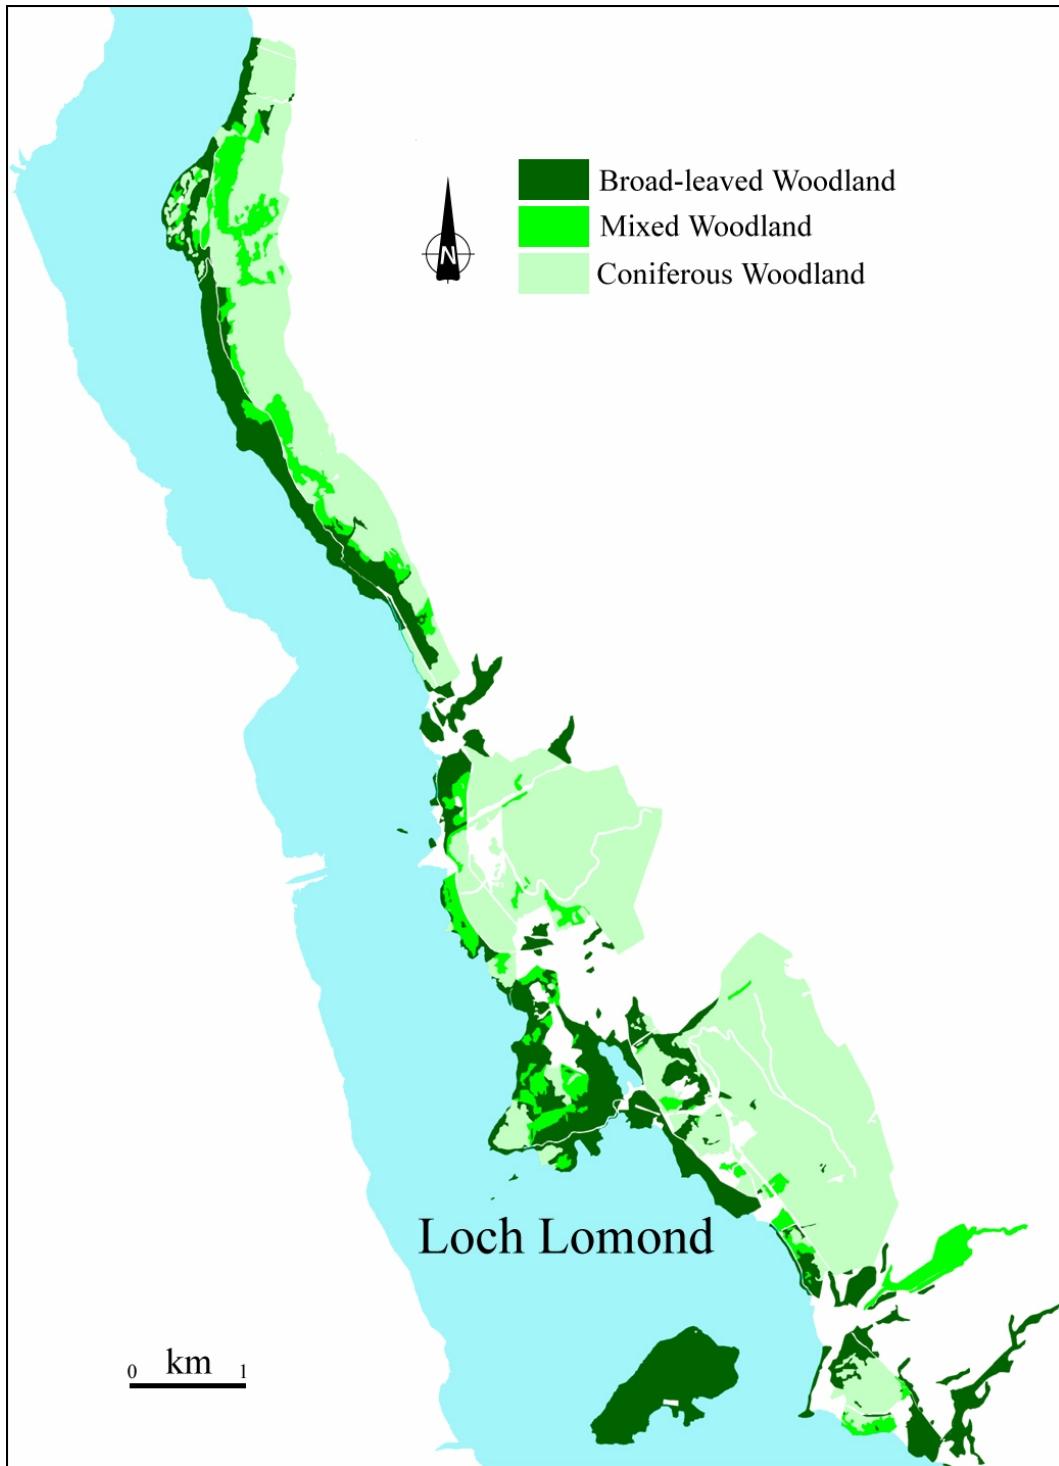 Broad-leaved Woodland
Mixed Woodland
N
Coniferous Woodland
Loch Lomond
0 km 1